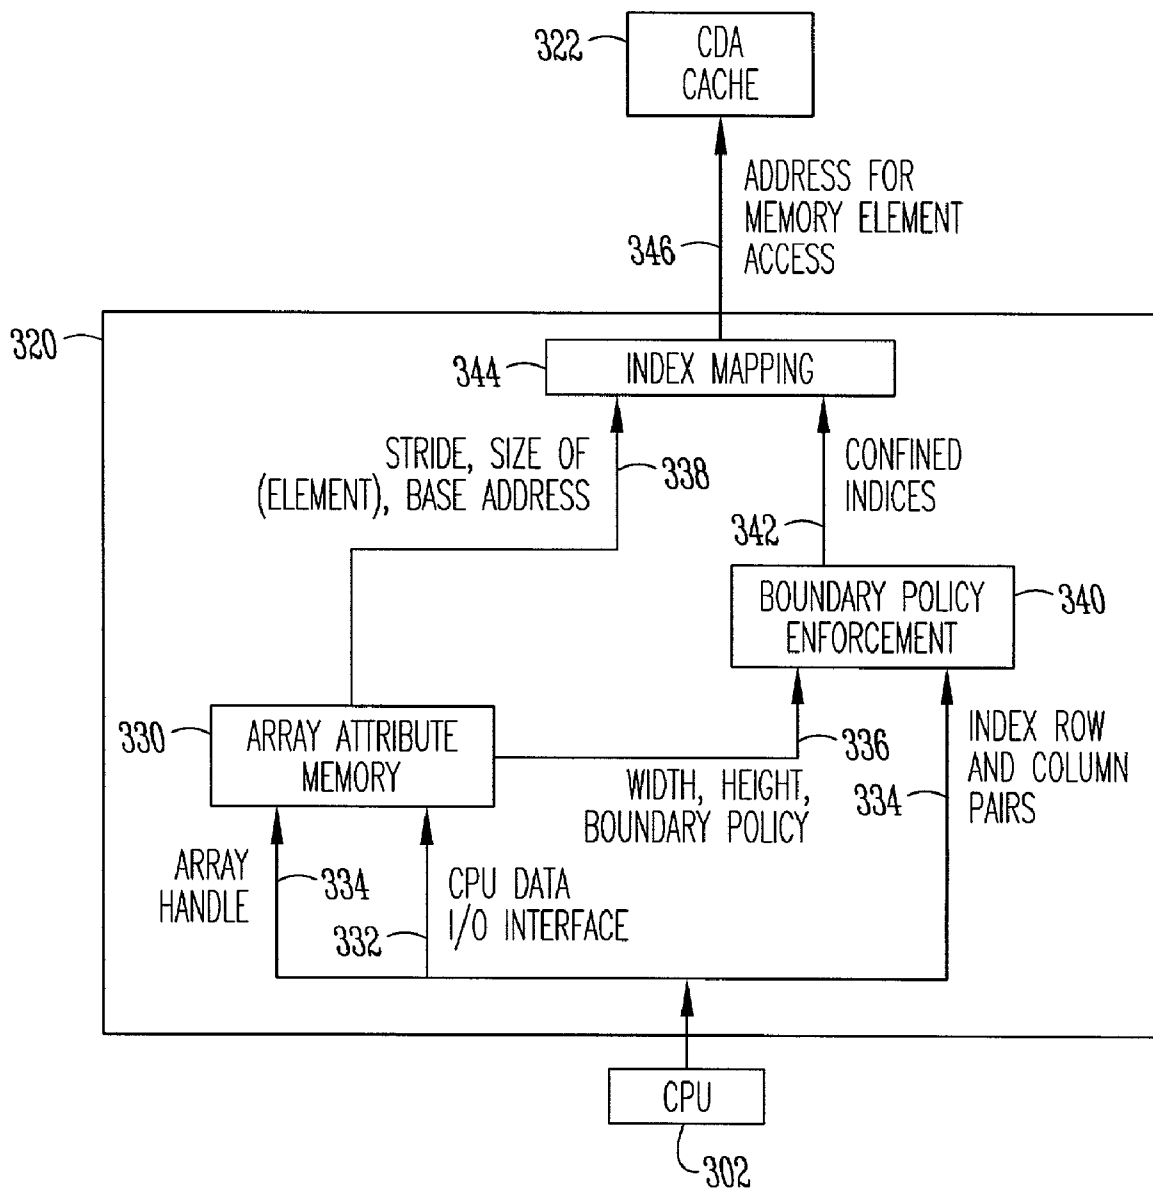 322
CDA
CACHE
ADDRESS FOR
MEMORY ELEMENT
ACCESS
346
320
344
INDEX MAPPING
STRIDE, SIZE OF
(ELEMENT), BASE ADDRESS
338
CONFINED
INDICES
342
BOUNDARY POLICY
ENFORCEMENT
340
330
ARRAY ATTRIBUTE
MEMORY
336
WIDTH, HEIGHT,
BOUNDARY POLICY
INDEX ROW
AND COLUMN
PAIRS
334
ARRAY
HANDLE
334
CPU DATA
I/O INTERFACE
332
CPU
302